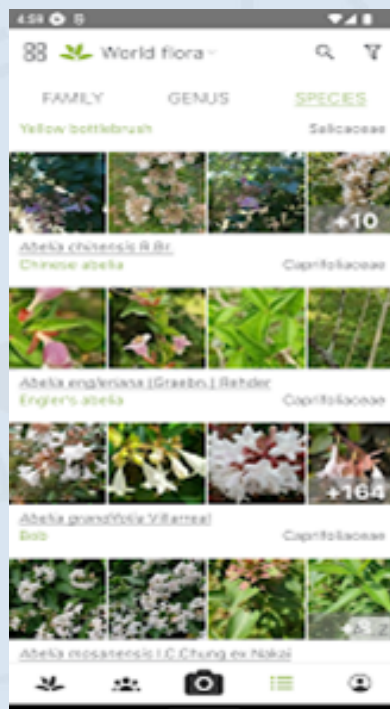 4:59
World flora
FAMILY GENUS SPECIES
Yellow bottlebrush Salicaceae
+10
Abelia chinensis R.Br.
Chinese abelia Caprifoliaceae
Abelia engleriana (Graebn.) Rehder
Engler's abelia Caprifoliaceae
+164
Abelia grandifolia Villarreal
Bob Caprifoliaceae
Abelia mosanensis I.C.Chung ex Nakai